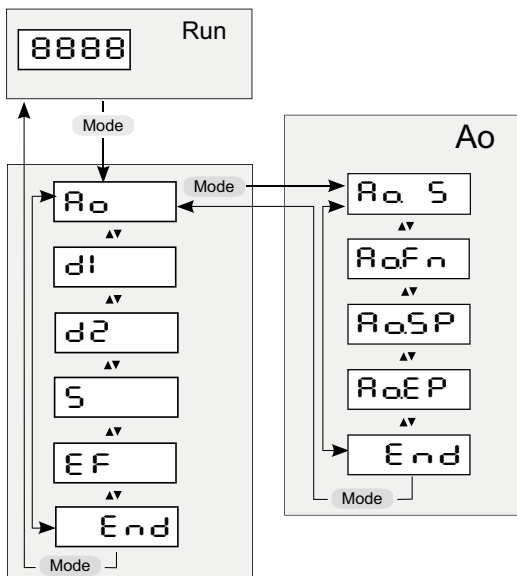 Run
8888
Mode
Ao
Mode
Ao
d1
d2
S
EF
End
Mode
Ao. S
Ao.Fn
Ao.SP
Ao.EP
End
Mode